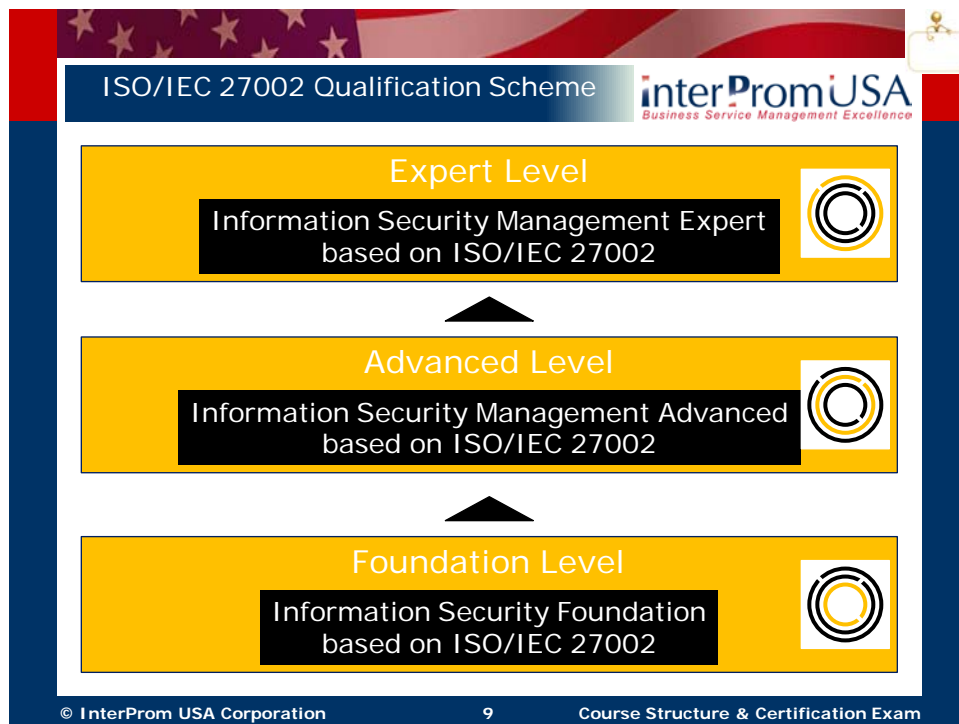 ISO/IEC 27002 Qualification Scheme
interPromUSA
Business Service Management Excellence
Expert Level
Information Security Management Expert
based on ISO/IEC 27002
Advanced Level
Information Security Management Advanced
based on ISO/IEC 27002
Foundation Level
Information Security Foundation
based on ISO/IEC 27002
© InterProm USA Corporation 9 Course Structure & Certification Exam